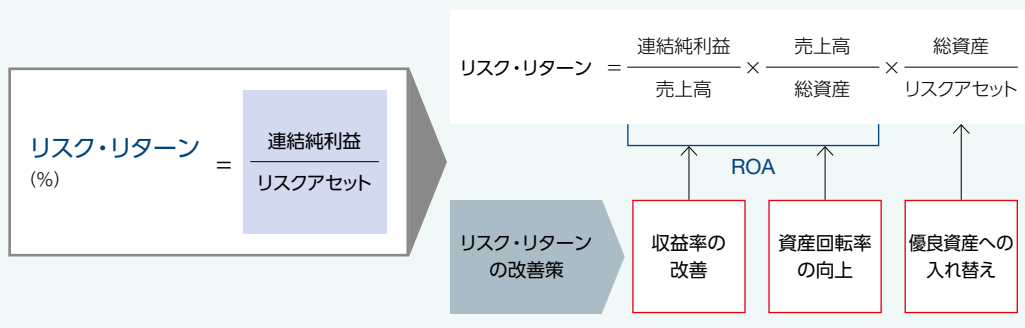 リスク・リターン
(%)
=
連結純利益
リスクアセット
リスク・リターン = 連結純利益 × 売上高 × 総資産
売上高 総資産 リスクアセット
ROA
リスク・リターン
の改善策
収益率の
改善
資産回転率
の向上
優良資産への
入れ替え